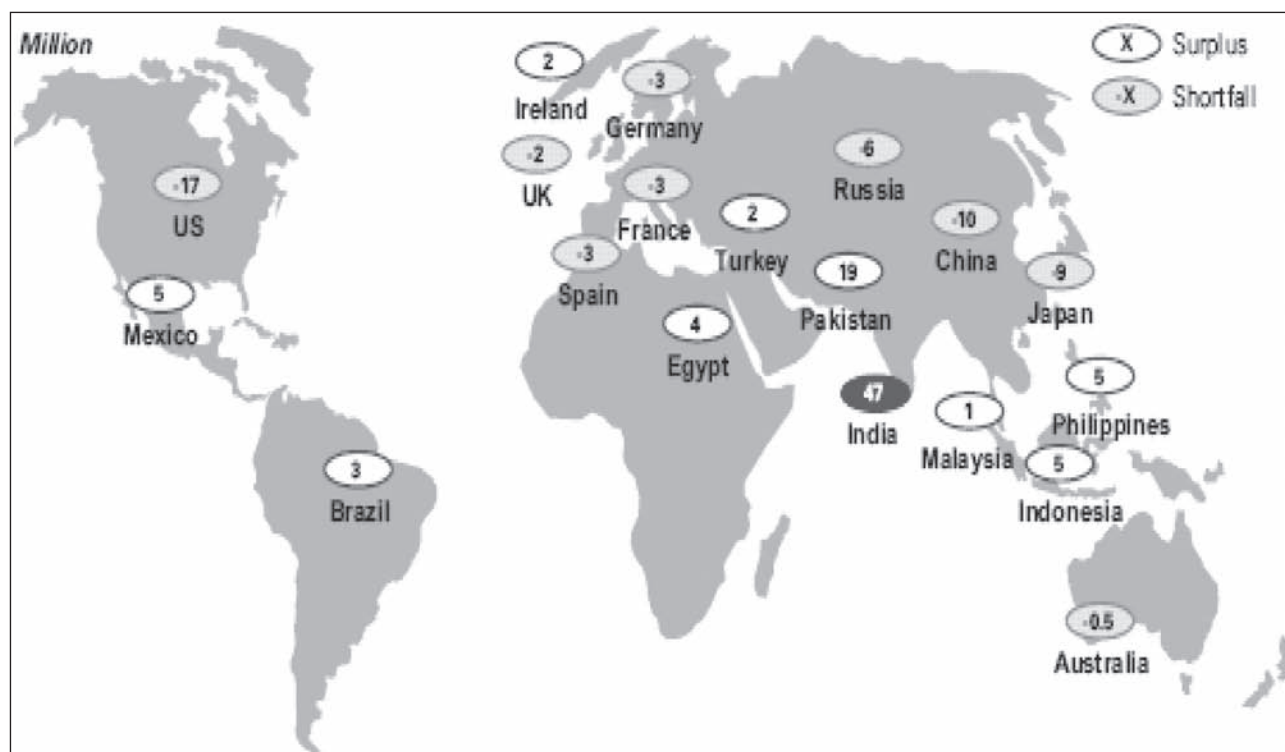 Million
X Surplus
-X Shortfall
2
Ireland
-3
Germany
-2
UK
-6
Russia
-17
US
-3
France
2
Turkey
-10
China
-3
Spain
19
Pakistan
-9
Japan
5
Mexico
4
Egypt
47
India
5
Philippines
1
Malaysia
5
Indonesia
3
Brazil
-0.5
Australia